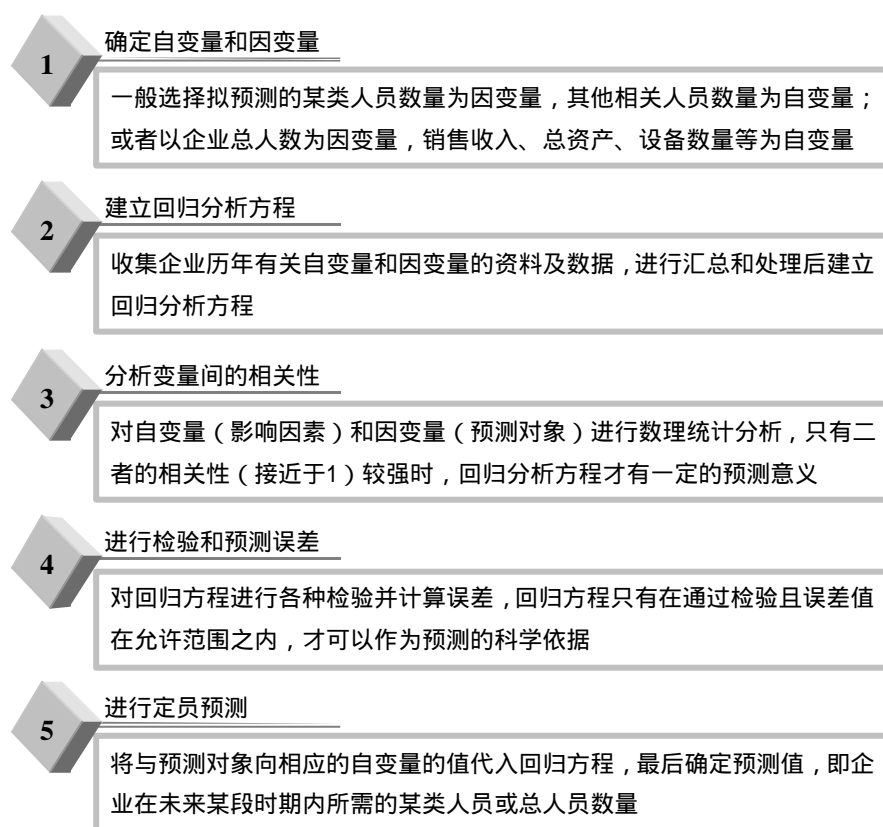 1
确定自变量和因变量
一般选择拟预测的某类人员数量为因变量，其他相关人员数量为自变量；
或者以企业总人数为因变量，销售收入、总资产、设备数量等为自变量
2
建立回归分析方程
收集企业历年有关自变量和因变量的资料及数据，进行汇总和处理后建立
回归分析方程
3
分析变量间的相关性
对自变量（影响因素）和因变量（预测对象）进行数理统计分析，只有二
者的相关性（接近于1）较强时，回归分析方程才有一定的预测意义
4
进行检验和预测误差
对回归方程进行各种检验并计算误差，回归方程只有在通过检验且误差值
在允许范围之内，才可以作为预测的科学依据
5
进行定员预测
将与预测对象向相应的自变量的值代入回归方程，最后确定预测值，即企
业在未来某段时期内所需的某类人员或总人员数量